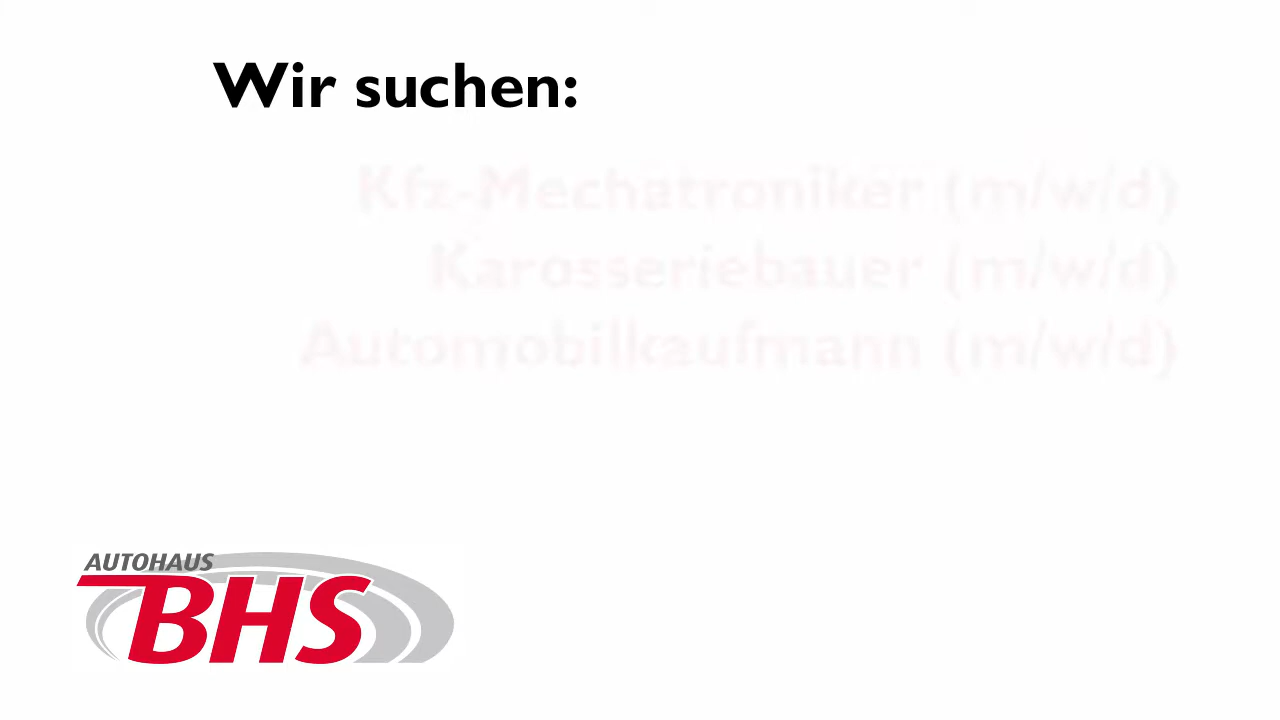 Wir suchen:
Kfz-Mechatroniker (m/w/d)
Karosseriebauer (m/w/d)
Automobilkaufmann (m/w/d)
AUTOHAUS
BHS